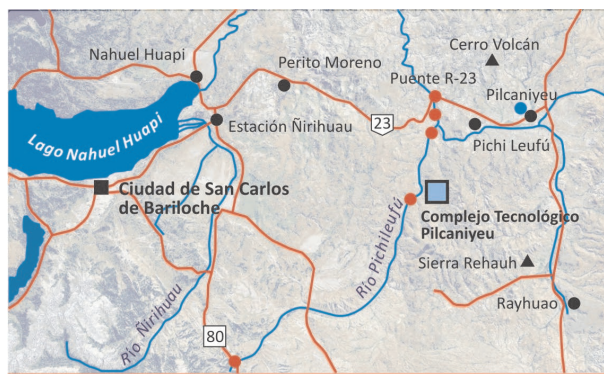 Cerro Volcán
Nahuel Huapi
Perito Moreno
Puente R-23
Pilcaniyeu
Lago Nahuel Huapi
Estación Ñirihuau
23
Pichi Leufú
Ciudad de San Carlos
de Bariloche
Complejo Tecnológico
Pilcaniyeu
Río Pichileufú
Sierra Rehauh
Rayhuao
Río Ñirihuau
80